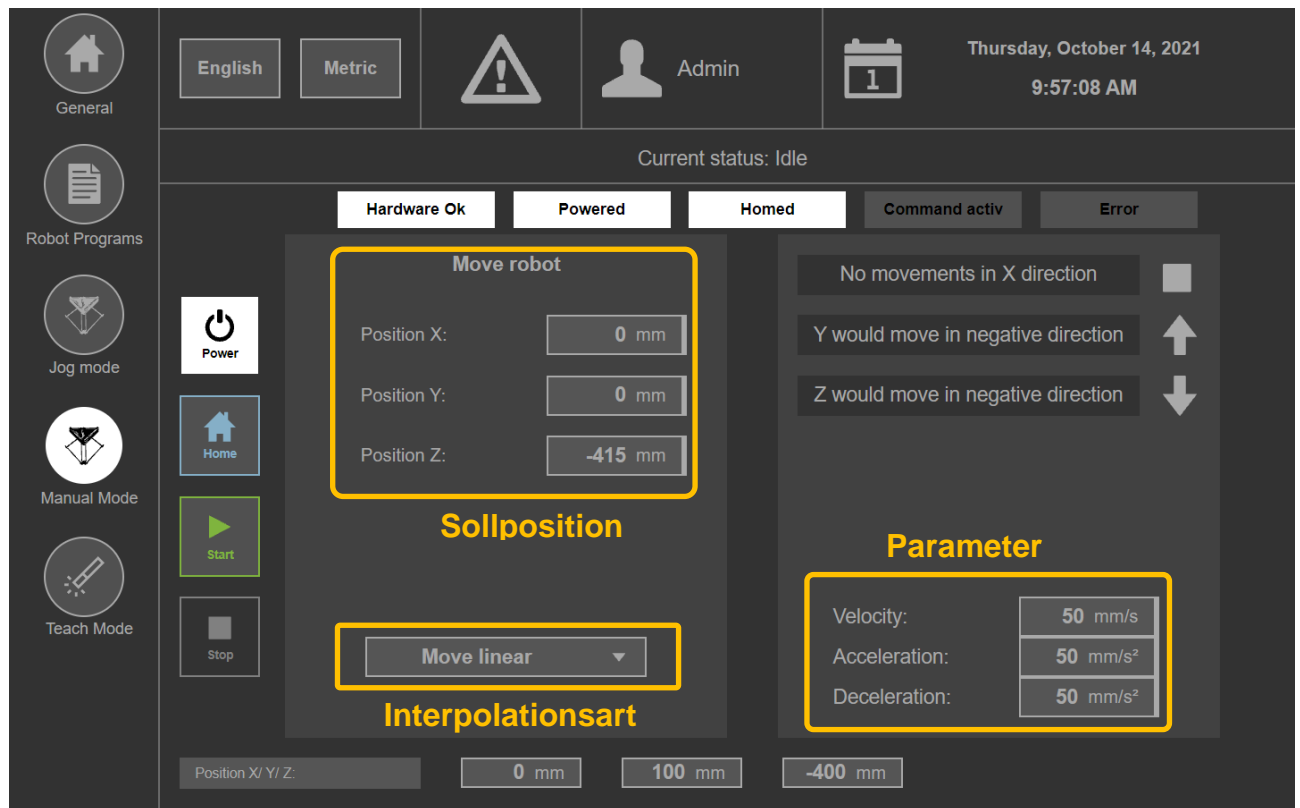 General
English
Metric
Admin
1
Thursday, October 14, 2021
9:57:08 AM
Current status: Idle
Robot Programs
Hardware Ok
Powered
Homed
Command activ
Error
Move robot
Position X: 0 mm
Position Y: 0 mm
Position Z: -415 mm
Sollposition
No movements in X direction
Y would move in negative direction
Z would move in negative direction
Jog mode
Manual Mode
Teach Mode
Power
Home
Start
Stop
Parameter
Velocity: 50 mm/s
Acceleration: 50 mm/s²
Deceleration: 50 mm/s²
Move linear
Interpolationsart
Position X/ Y/ Z: 0 mm 100 mm -400 mm